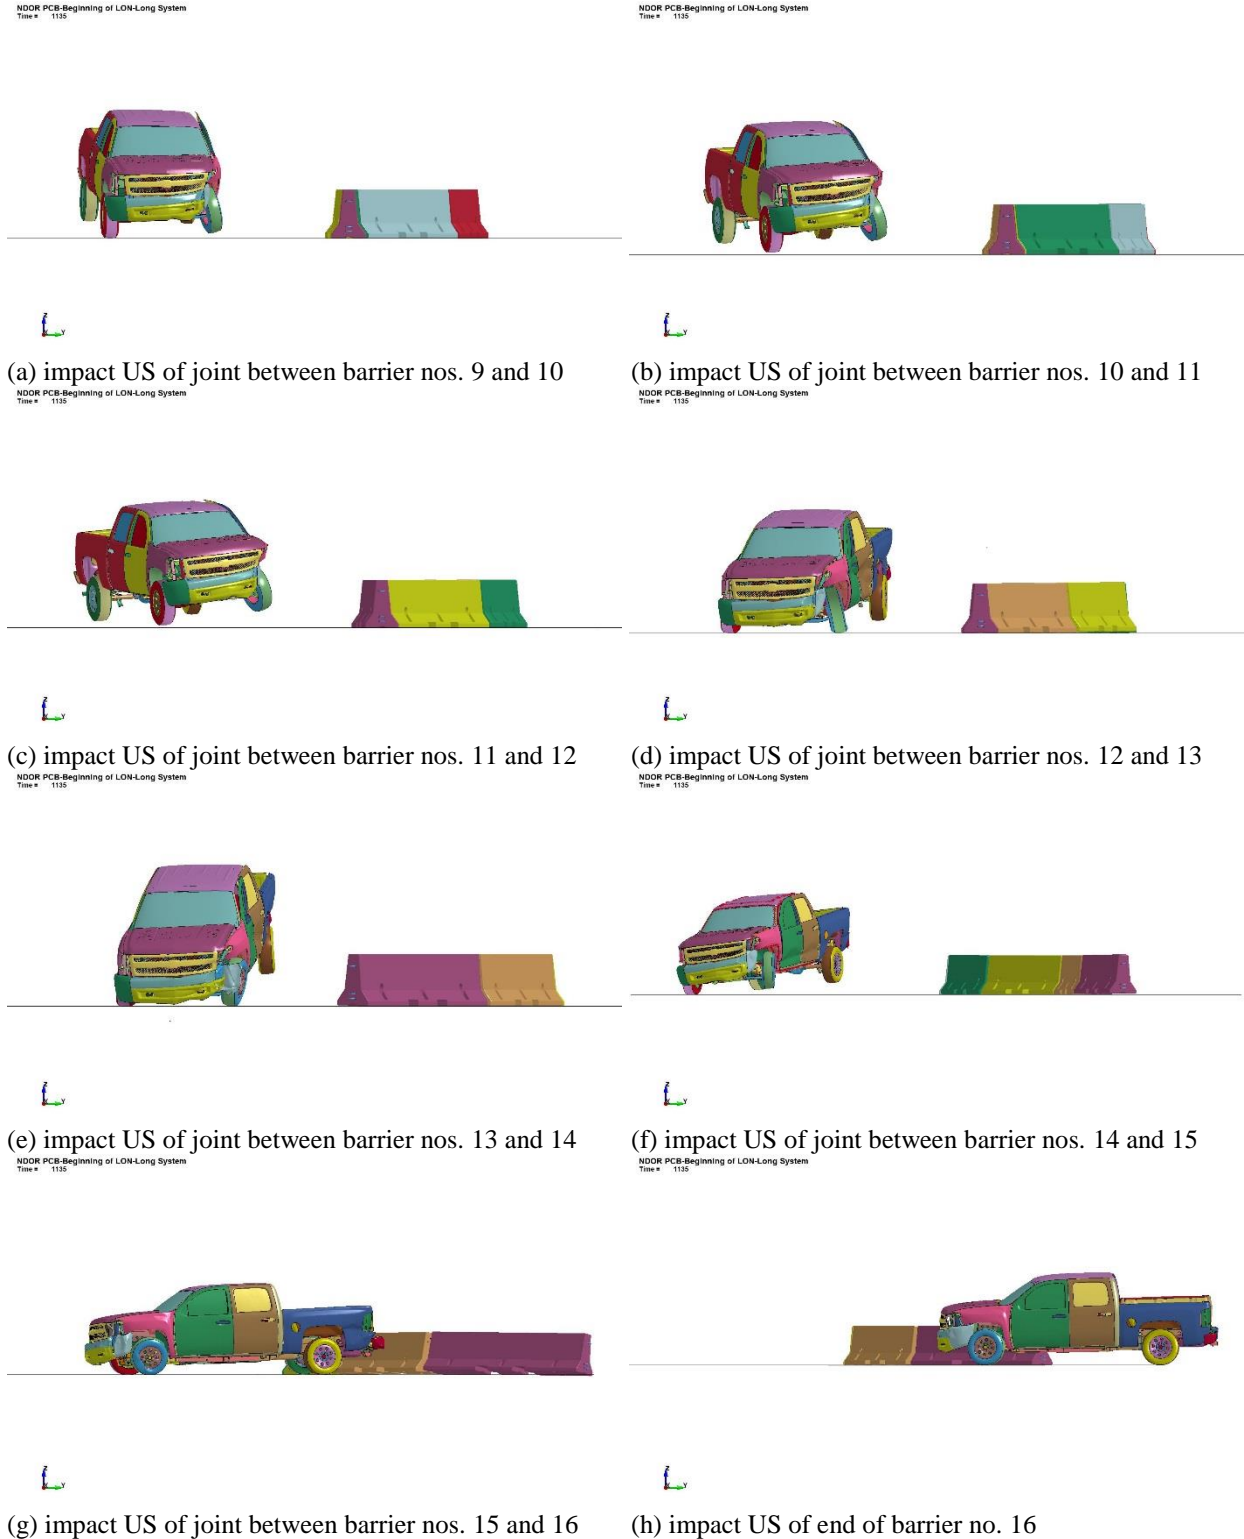 NDOR PCB-Beginning of LON-Long System
Time = 1135
NDOR PCB-Beginning of LON-Long System
Time = 1135
Z
X Y
Z
X Y
(a) impact US of joint between barrier nos. 9 and 10
(b) impact US of joint between barrier nos. 10 and 11
NDOR PCB-Beginning of LON-Long System
Time = 1135
NDOR PCB-Beginning of LON-Long System
Time = 1135
Z
X Y
Z
X Y
(c) impact US of joint between barrier nos. 11 and 12
(d) impact US of joint between barrier nos. 12 and 13
NDOR PCB-Beginning of LON-Long System
Time = 1135
NDOR PCB-Beginning of LON-Long System
Time = 1135
Z
X Y
Z
X Y
(e) impact US of joint between barrier nos. 13 and 14
(f) impact US of joint between barrier nos. 14 and 15
NDOR PCB-Beginning of LON-Long System
Time = 1135
NDOR PCB-Beginning of LON-Long System
Time = 1135
Z
X Y
Z
X Y
(g) impact US of joint between barrier nos. 15 and 16
(h) impact US of end of barrier no. 16